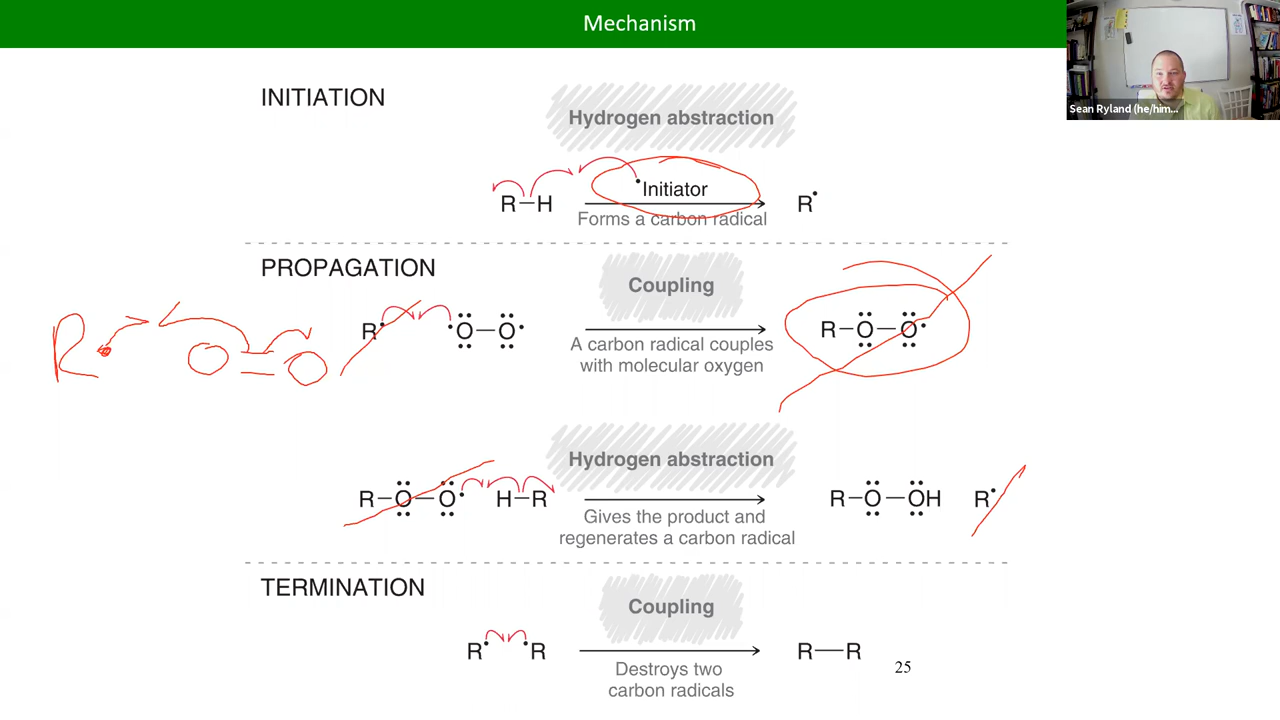 Mechanism
Sean Ryland (he/him...
INITIATION
Hydrogen abstraction
R–H
•Initiator
R•
Forms a carbon radical
PROPAGATION
Coupling
R• O=O
R• •O–O•
R–O–O•
A carbon radical couples
with molecular oxygen
Hydrogen abstraction
R–O–O• H–R
R–O–OH R•
Gives the product and
regenerates a carbon radical
TERMINATION
Coupling
R• •R
R—R
Destroys two
carbon radicals
25